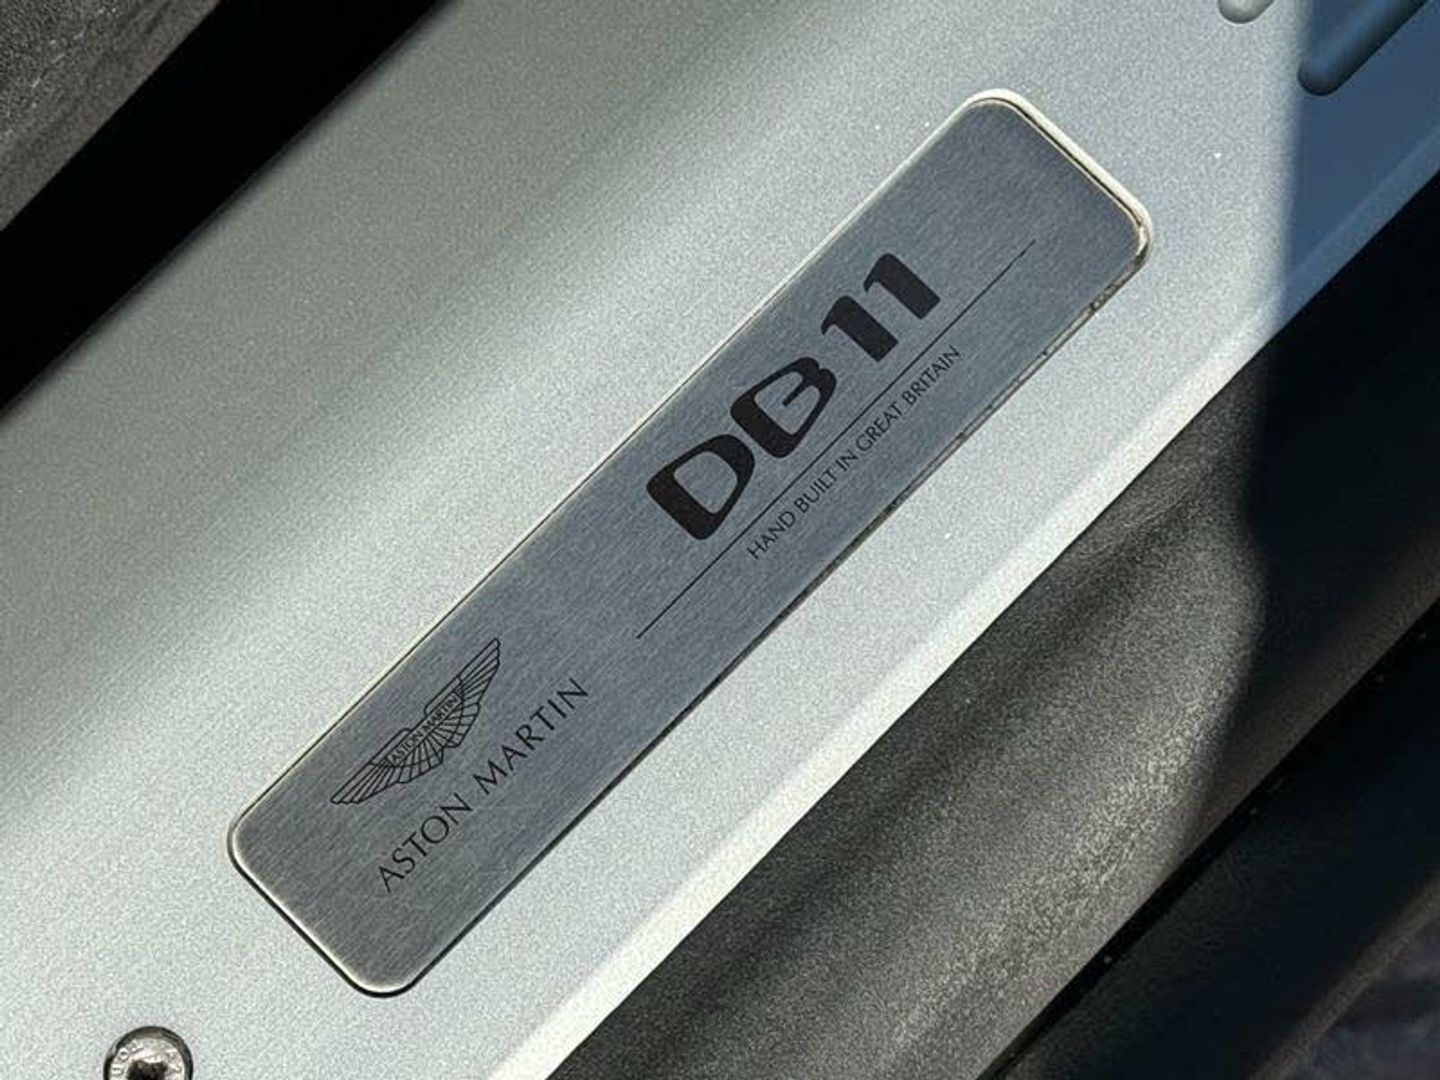 ASTON MARTIN
ASTON MARTIN
DB11
HAND BUILT IN GREAT BRITAIN